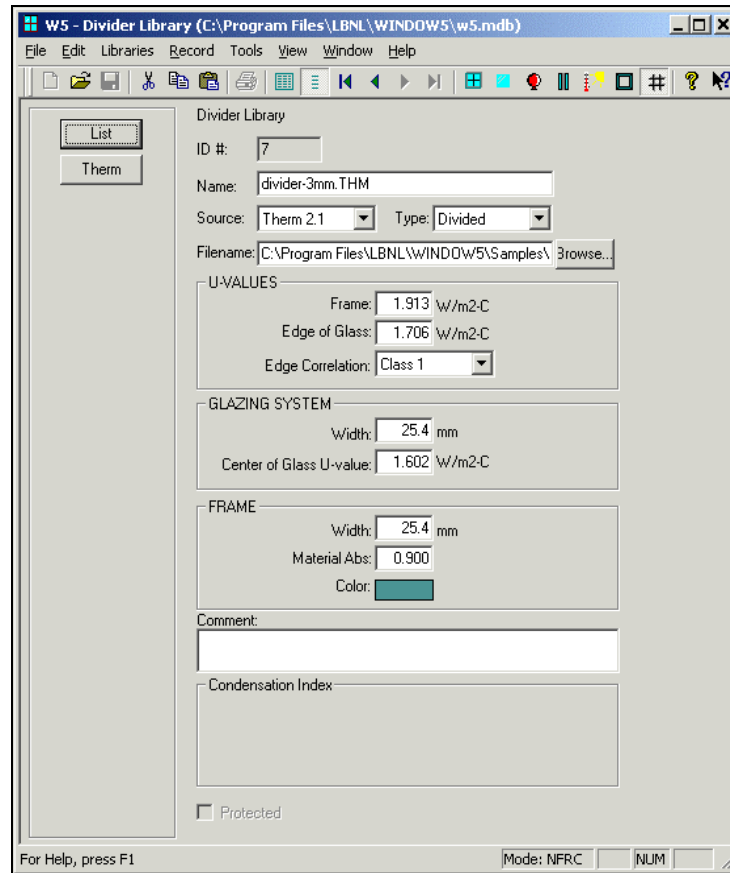 W5 - Divider Library (C:\Program Files\LBNL\WINDOW5\w5.mdb)
File Edit Libraries Record Tools View Window Help
List
Therm
Divider Library
ID #: 7
Name: divider-3mm.THM
Source: Therm 2.1 Type: Divided
Filename: C:\Program Files\LBNL\WINDOW5\Samples\ Browse...
U-VALUES
Frame: 1.913 W/m2-C
Edge of Glass: 1.706 W/m2-C
Edge Correlation: Class 1
GLAZING SYSTEM
Width: 25.4 mm
Center of Glass U-value: 1.602 W/m2-C
FRAME
Width: 25.4 mm
Material Abs: 0.900
Color:
Comment:
Condensation Index
Protected
For Help, press F1 Mode: NFRC NUM